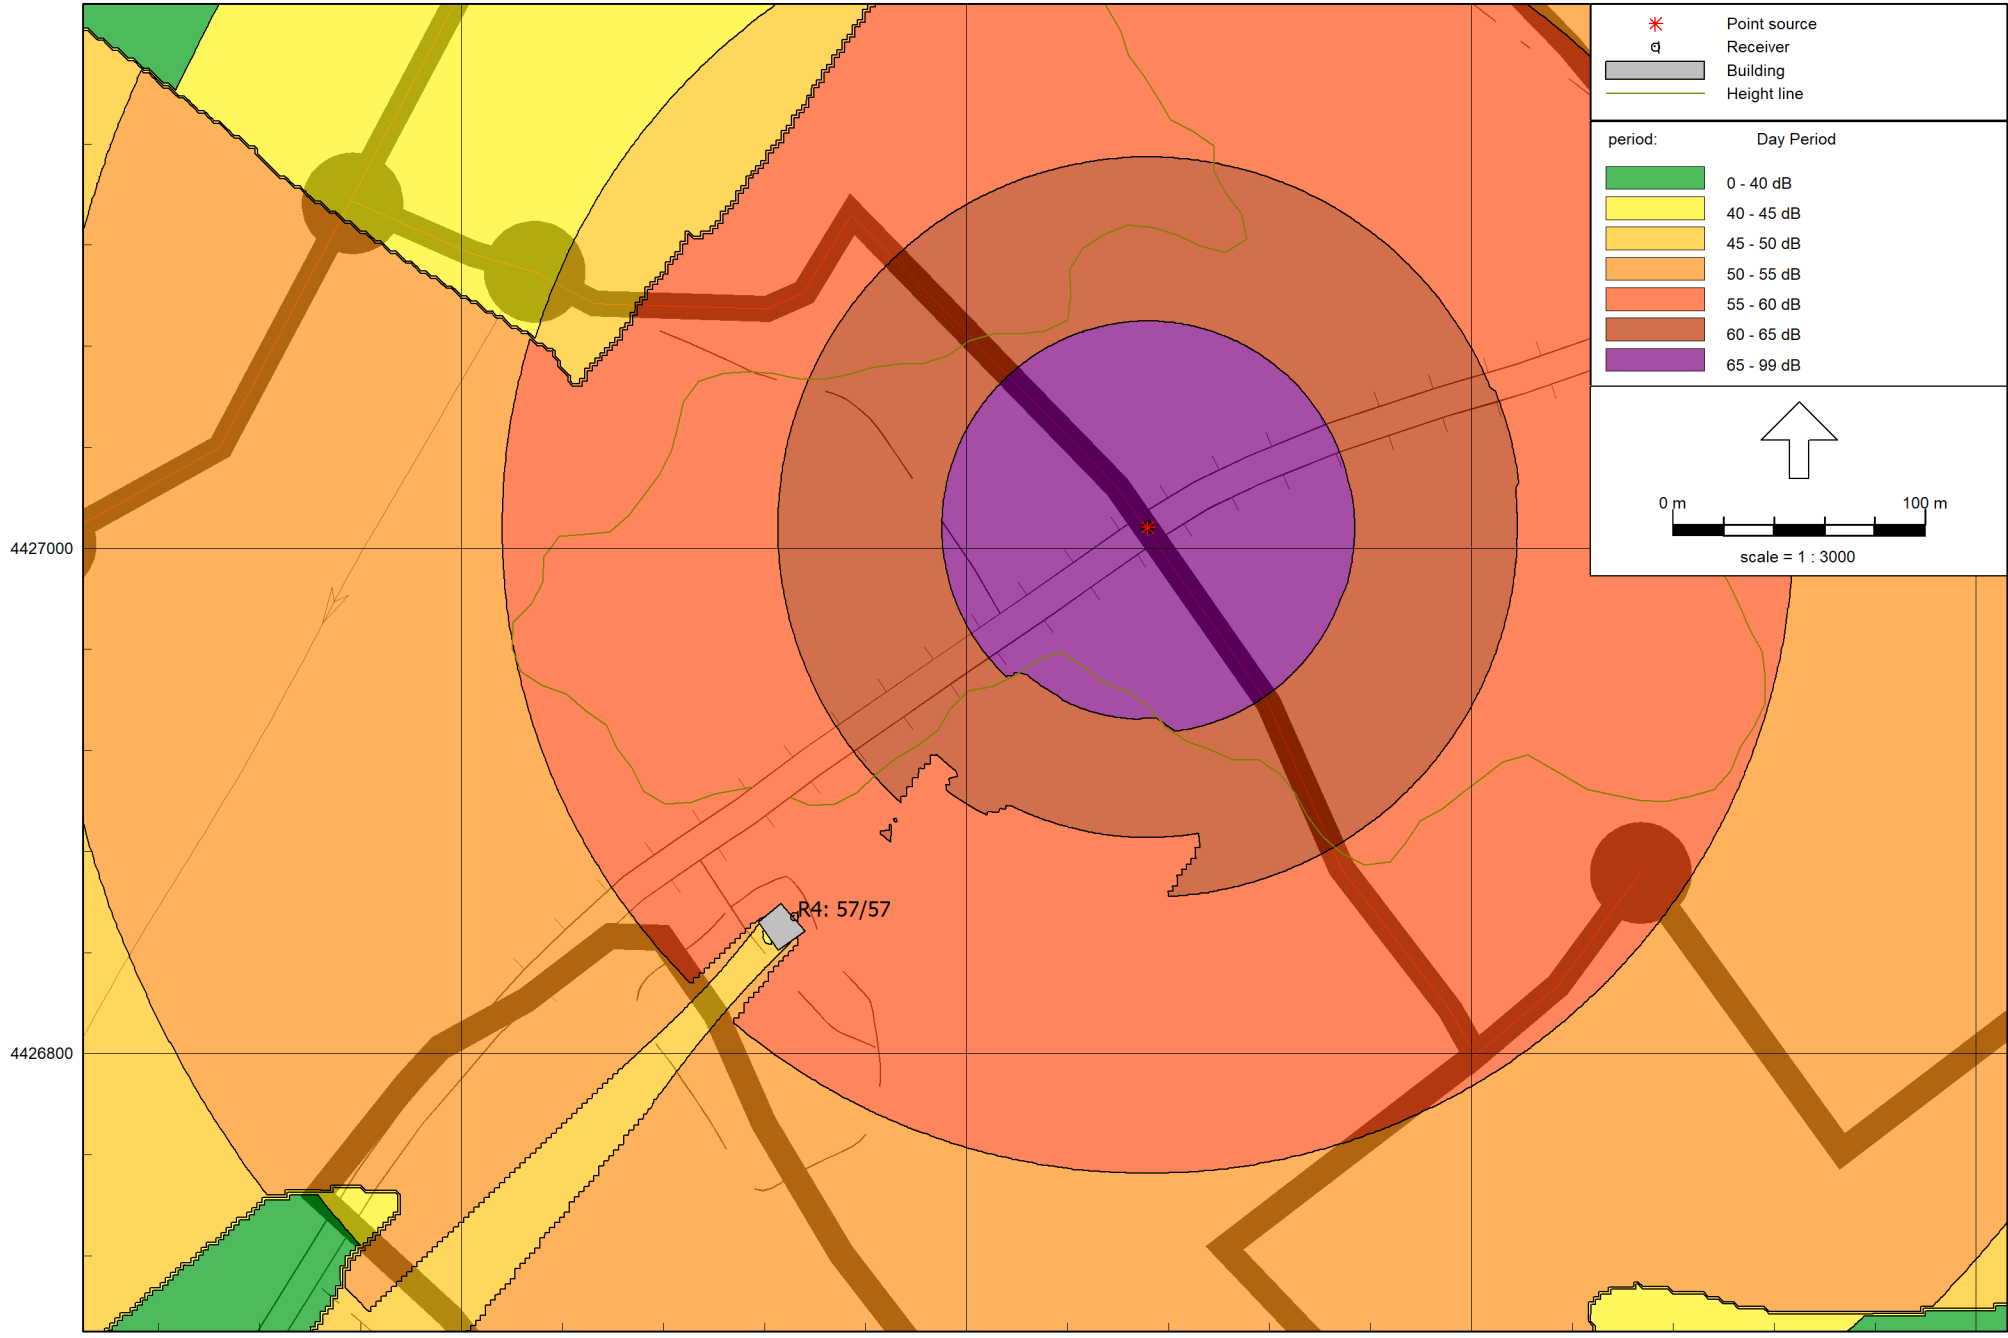 Point source
Receiver
Building
Height line
period: Day Period
0 - 40 dB
40 - 45 dB
45 - 50 dB
50 - 55 dB
55 - 60 dB
60 - 65 dB
65 - 99 dB
0 m 100 m
scale = 1 : 3000
4427000
R4: 57/57
4426800